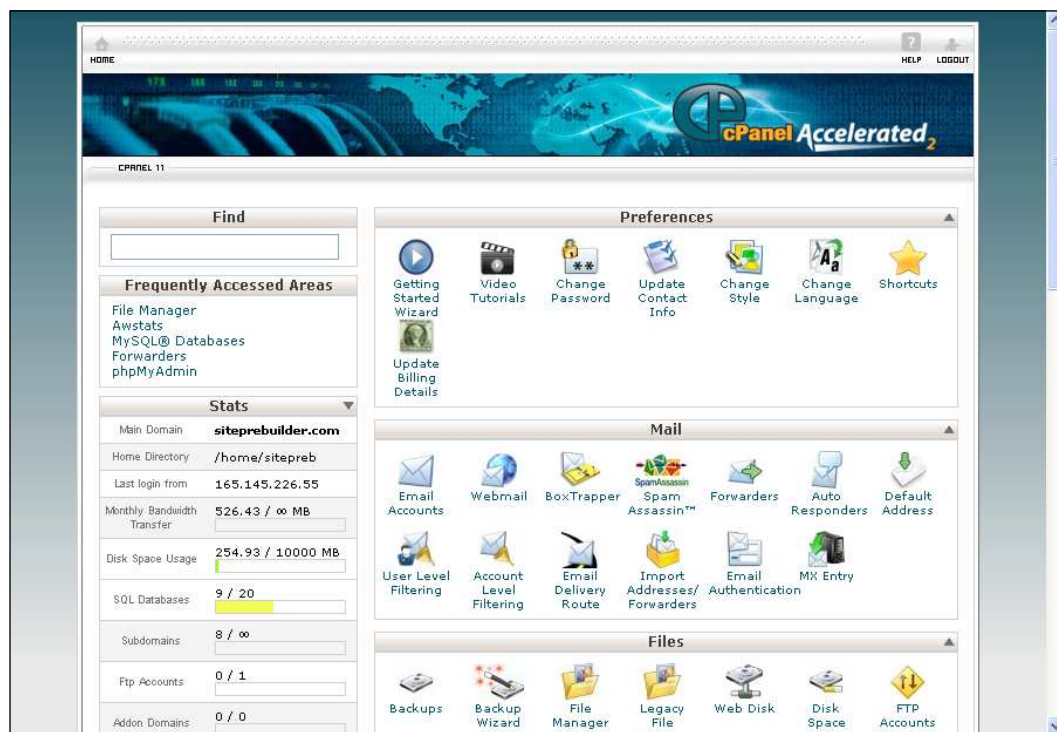 HOME
HELP
LOGOUT
cPanel Accelerated2
CPANEL 11
Find
Frequently Accessed Areas
File Manager
Awstats
MySQL® Databases
Forwarders
phpMyAdmin
Stats
Main Domain siteprebuilder.com
Home Directory /home/sitepreb
Last login from 165.145.226.55
Monthly Bandwidth
Transfer
526.43 / ∞ MB
Disk Space Usage 254.93 / 10000 MB
SQL Databases 9 / 20
Subdomains 8 / ∞
Ftp Accounts 0 / 1
Addon Domains 0 / 0
Preferences
Getting
Started
Wizard
Video
Tutorials
Change
Password
Update
Contact
Info
Change
Style
Change
Language
Shortcuts
Update
Billing
Details
Mail
Email
Accounts
Webmail
BoxTrapper
SpamAssassin
Spam
Assassin™
Forwarders
Auto
Responders
Default
Address
User Level
Filtering
Account
Level
Filtering
Email
Delivery
Route
Import
Addresses/
Forwarders
Email
Authentication
MX Entry
Files
Backups
Backup
Wizard
File
Manager
Legacy
File
Web Disk
Disk
Space
FTP
Accounts